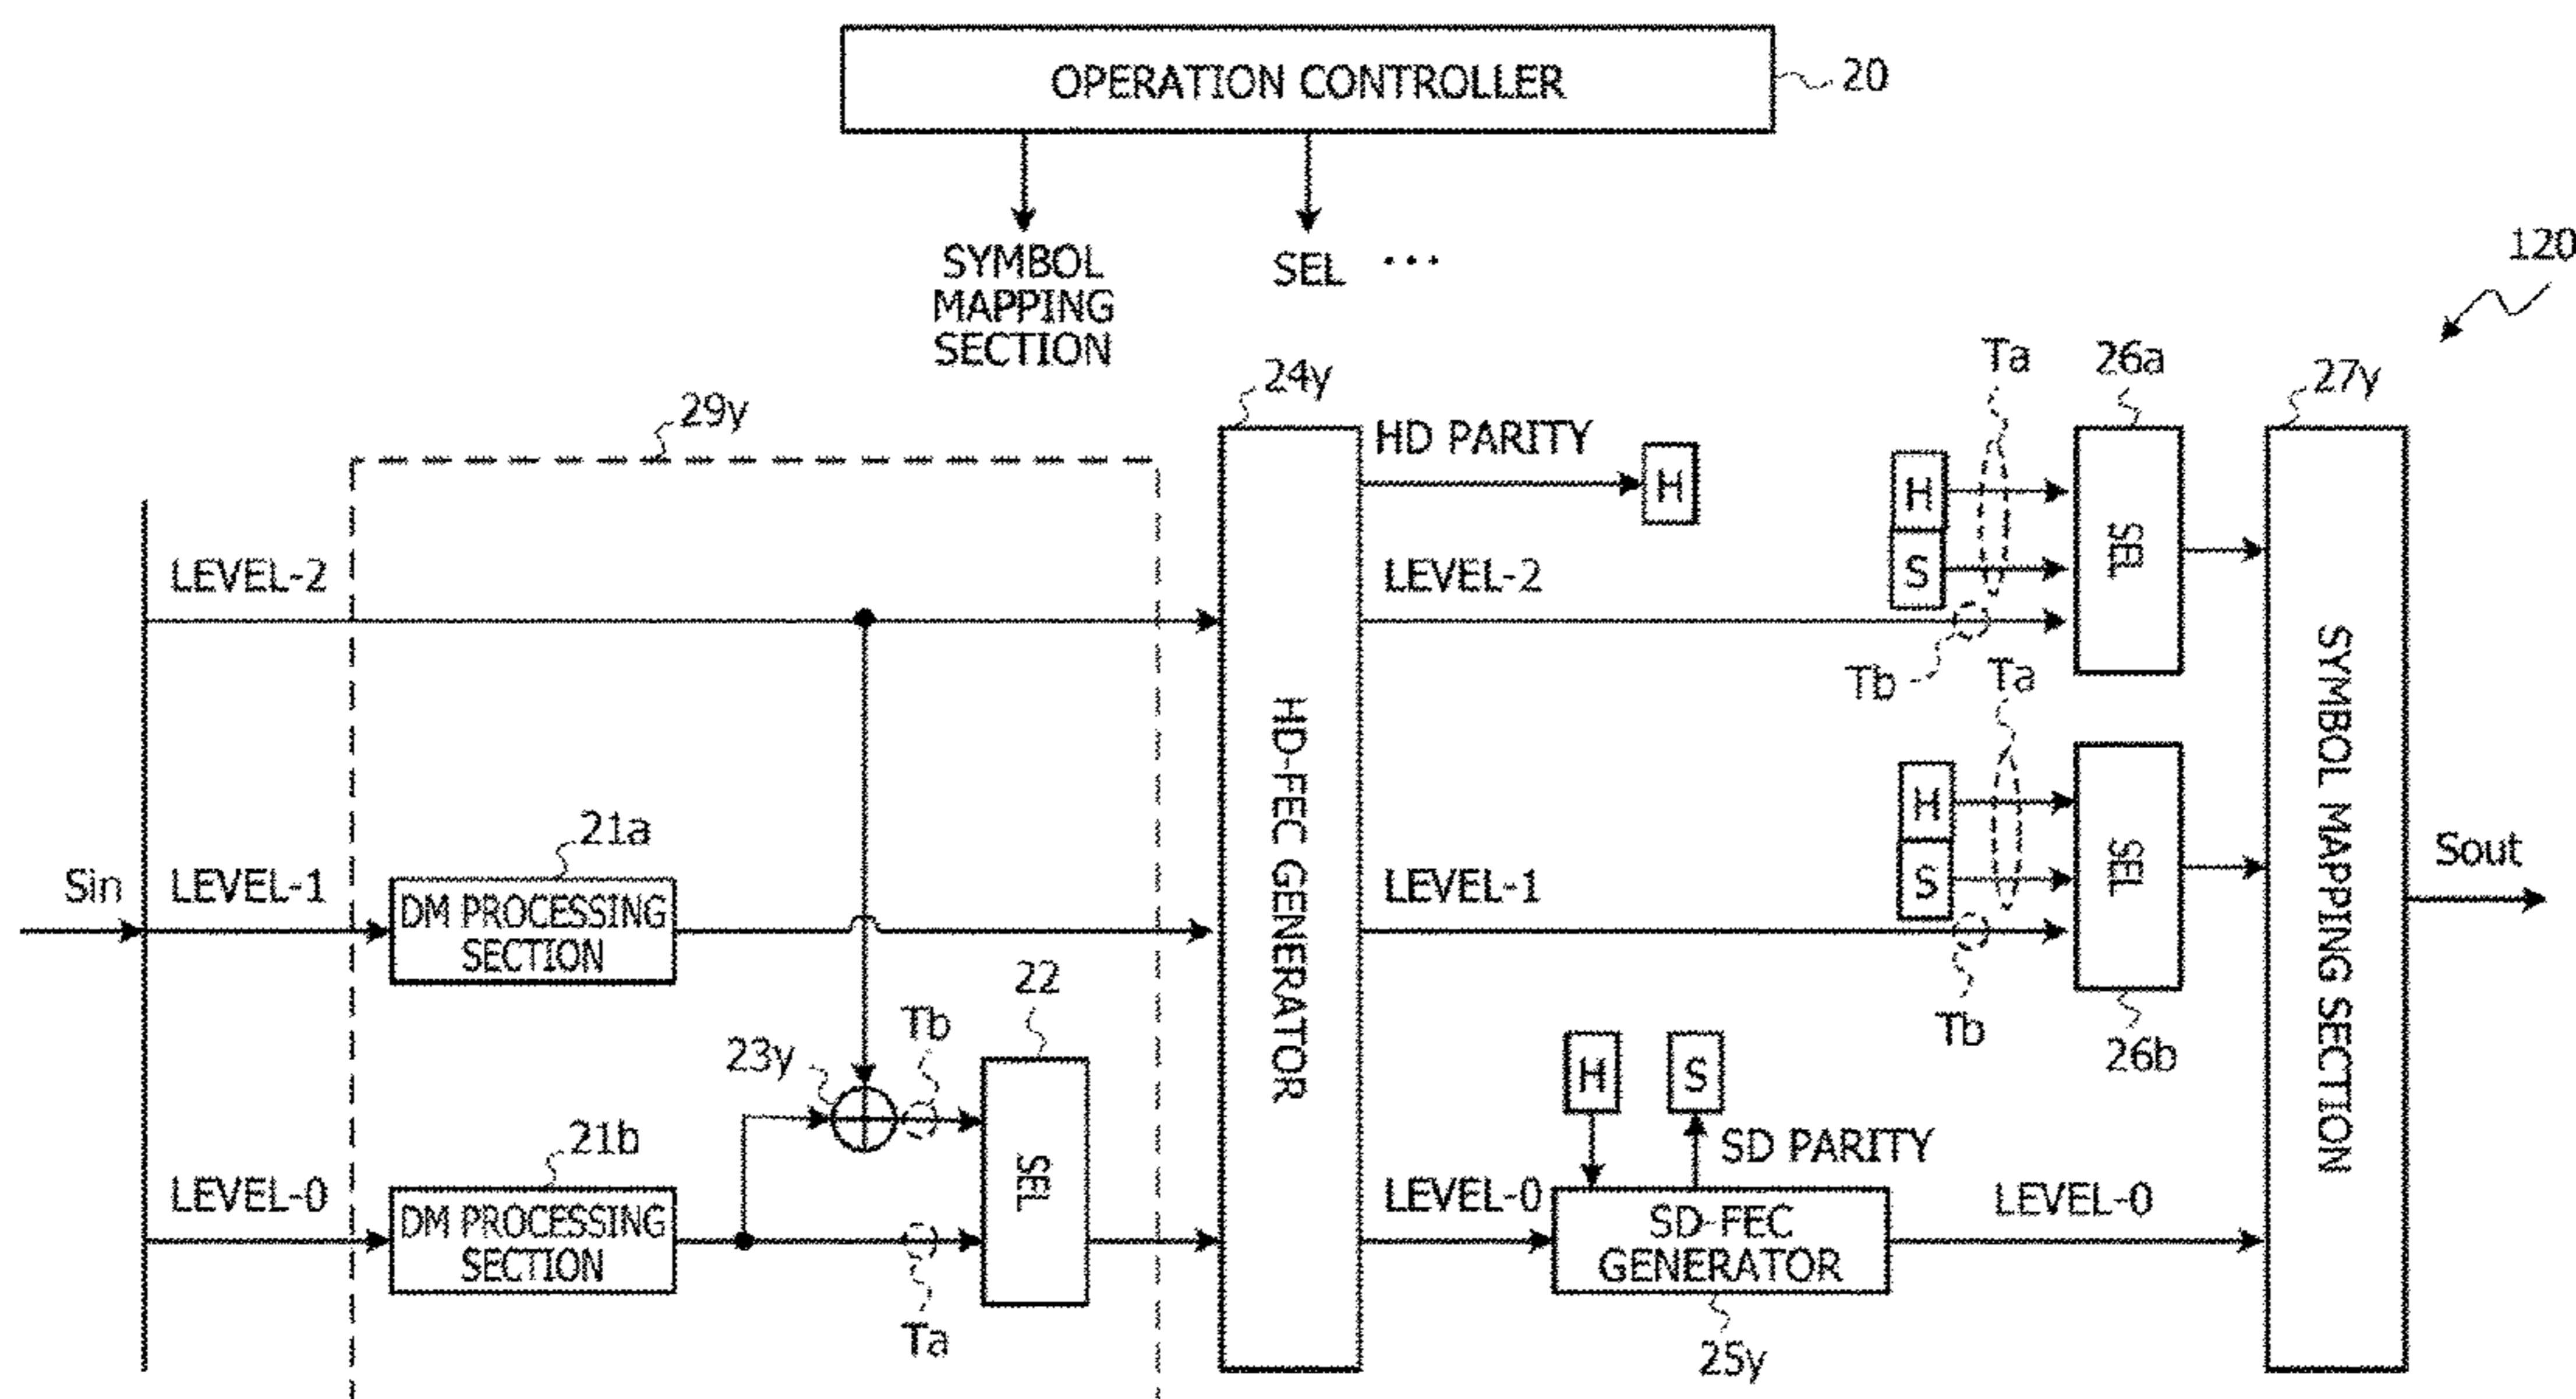 OPERATION CONTROLLER
20
SYMBOL
MAPPING
SECTION
SEL ...
120
29y
24y
Ta
26a
27y
HD PARITY
H
H
S
SEL
LEVEL-2
LEVEL-2
Tb
Ta
HD-FEC GENERATOR
SYMBOL MAPPING SECTION
21a
H
S
SEL
Sin
LEVEL-1
DM PROCESSING
SECTION
LEVEL-1
Sout
22
Tb
26b
23y
Tb
H
S
21b
SEL
SD PARITY
LEVEL-0
DM PROCESSING
SECTION
LEVEL-0
SD-FEC
GENERATOR
LEVEL-0
Ta
25y